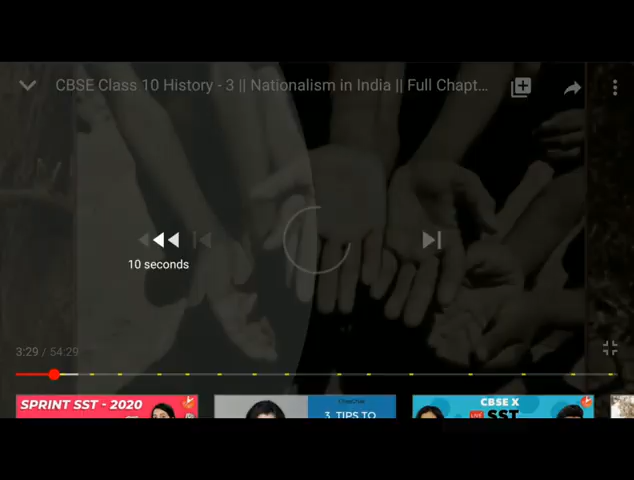 CBSE Class 10 History - 3 || Nationalism in India || Full Chapt...
10 seconds
3:29 / 54:29
SPRINT SST - 2020
3 TIPS TO
CBSE X
LIVE SST